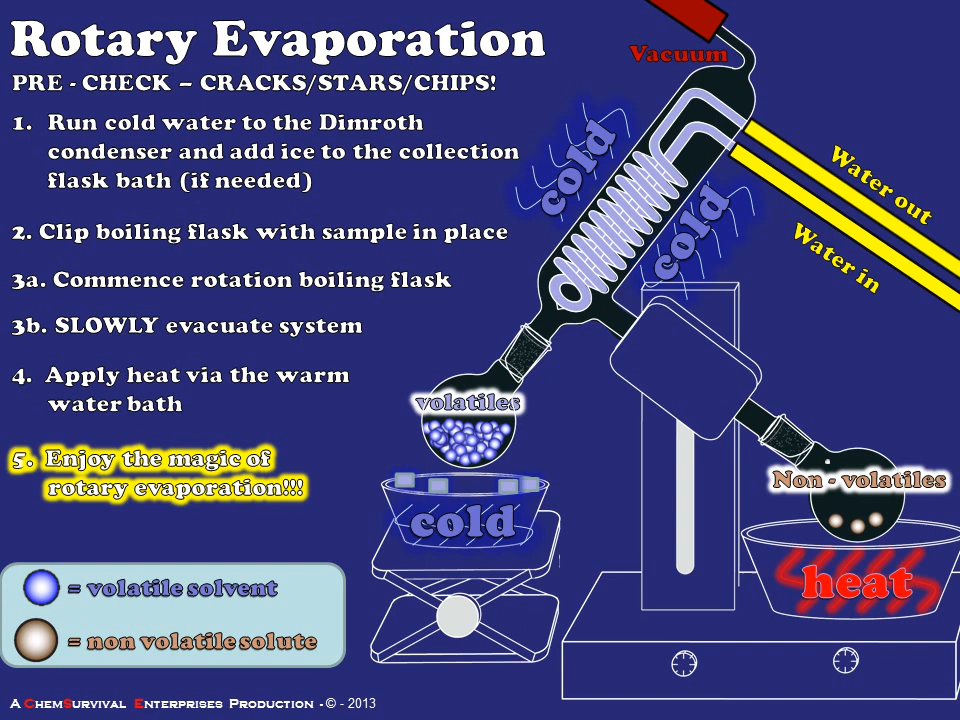 Rotary Evaporation
PRE - CHECK – CRACKS/STARS/CHIPS!
1. Run cold water to the Dimroth
condenser and add ice to the collection
flask bath (if needed)
2. Clip boiling flask with sample in place
3a. Commence rotation boiling flask
3b. SLOWLY evacuate system
4. Apply heat via the warm
water bath
5. Enjoy the magic of
rotary evaporation!!!
= volatile solvent
= non volatile solute
A ChemSurvival Enterprises Production - © - 2013
Vacuum
cold
cold
Water out
Water in
volatiles
cold
Non - volatiles
heat